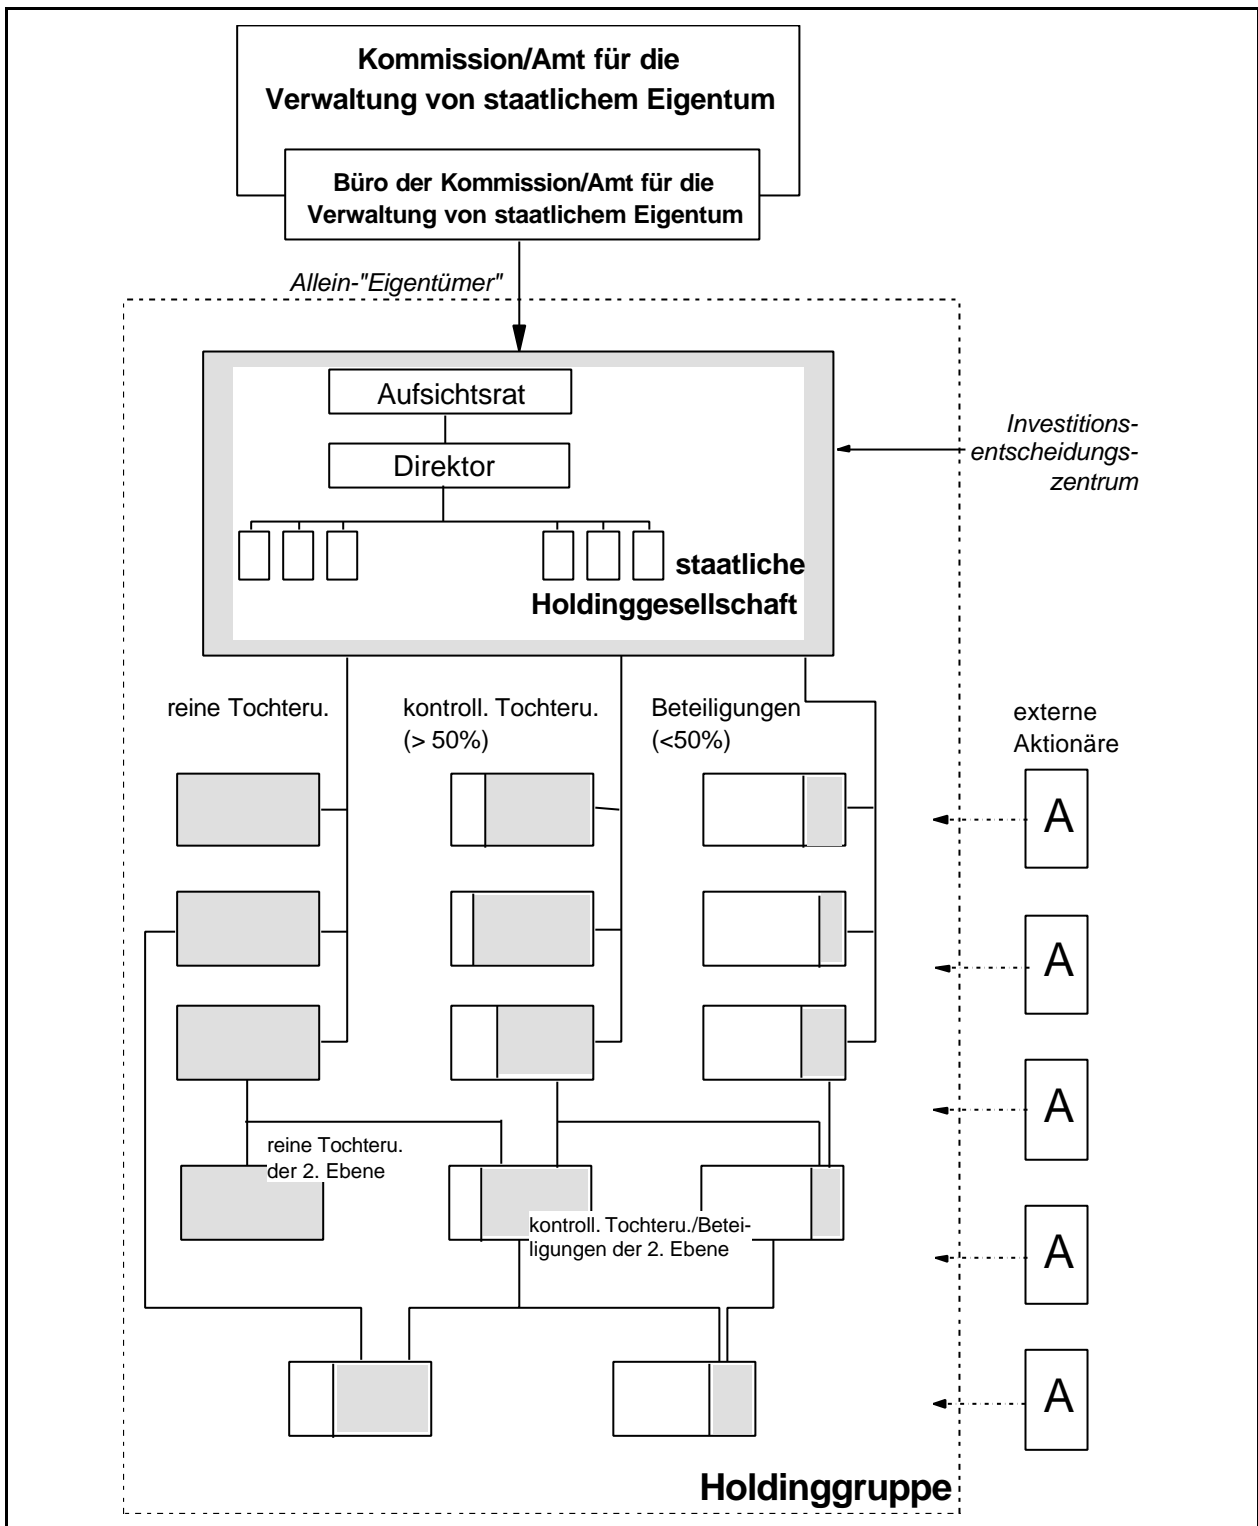 Kommission/Amt für die
Verwaltung von staatlichem Eigentum
Büro der Kommission/Amt für die
Verwaltung von staatlichem Eigentum
Allein-"Eigentümer"
Aufsichtsrat
Direktor
staatliche
Holdinggesellschaft
Investitions-
entscheidungs-
zentrum
reine Tochteru.
kontroll. Tochteru.
(> 50%)
Beteiligungen
(<50%)
externe
Aktionäre
A
A
A
reine Tochteru.
der 2. Ebene
kontroll. Tochteru./Betei-
ligungen der 2. Ebene
A
A
Holdinggruppe